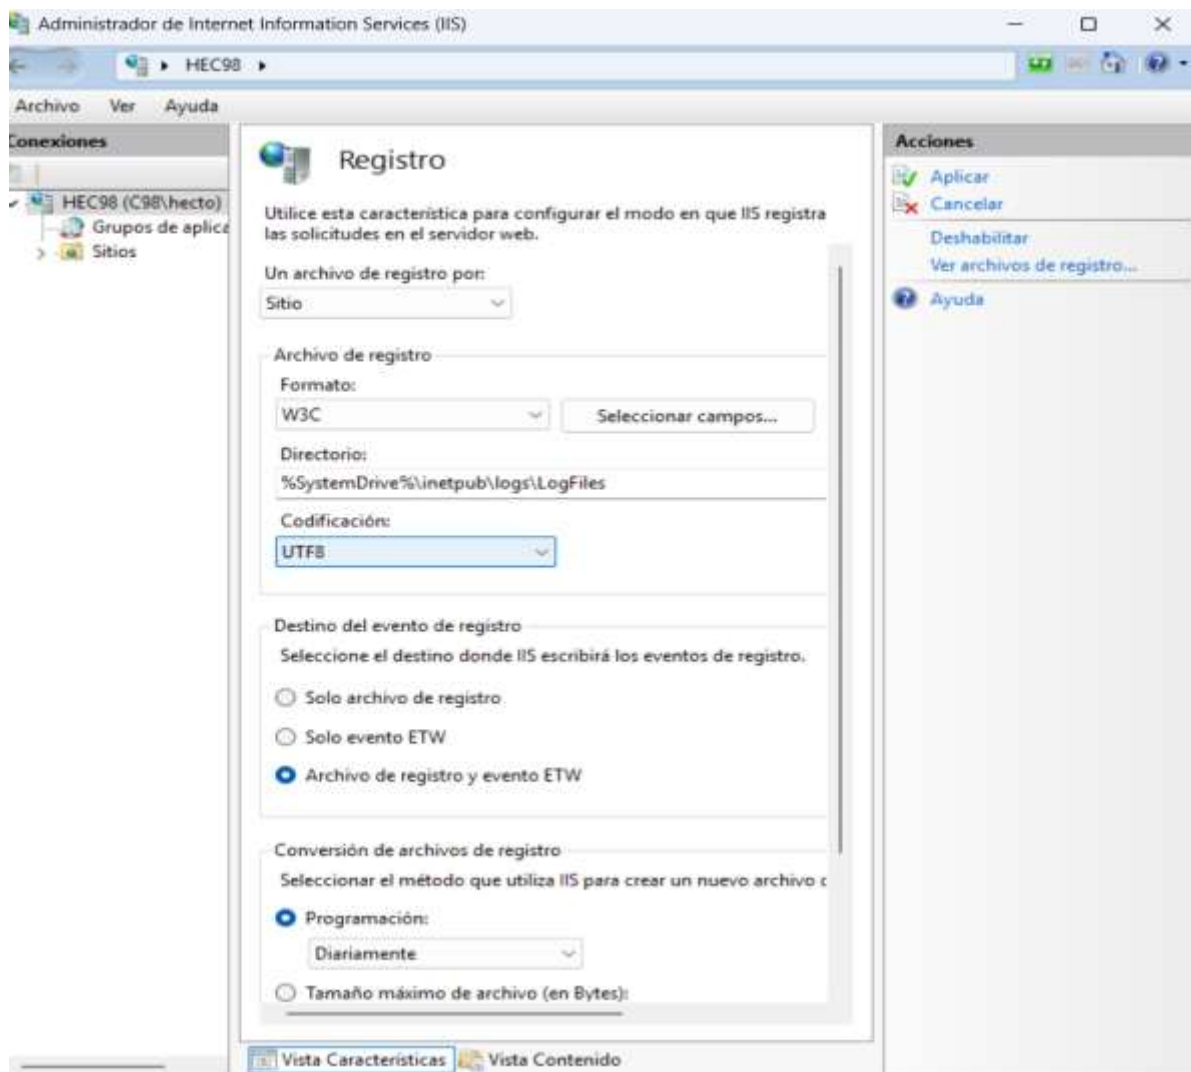 Administrador de Internet Information Services (IIS)
HEC98
Archivo Ver Ayuda
Conexiones
HEC98 (C98\hecto)
Grupos de aplica
Sitios
Registro
Utilice esta característica para configurar el modo en que IIS registra
las solicitudes en el servidor web.
Un archivo de registro por:
Sitio
Archivo de registro
Formato:
W3C
Seleccionar campos...
Directorio:
%SystemDrive%\inetpub\logs\LogFiles
Codificación:
UTF8
Destino del evento de registro
Seleccione el destino donde IIS escribirá los eventos de registro.
Solo archivo de registro
Solo evento ETW
Archivo de registro y evento ETW
Conversión de archivos de registro
Seleccionar el método que utiliza IIS para crear un nuevo archivo d
Programación:
Diariamente
Tamaño máximo de archivo (en Bytes):
Vista Características Vista Contenido
Acciones
Aplicar
Cancelar
Deshabilitar
Ver archivos de registro...
Ayuda